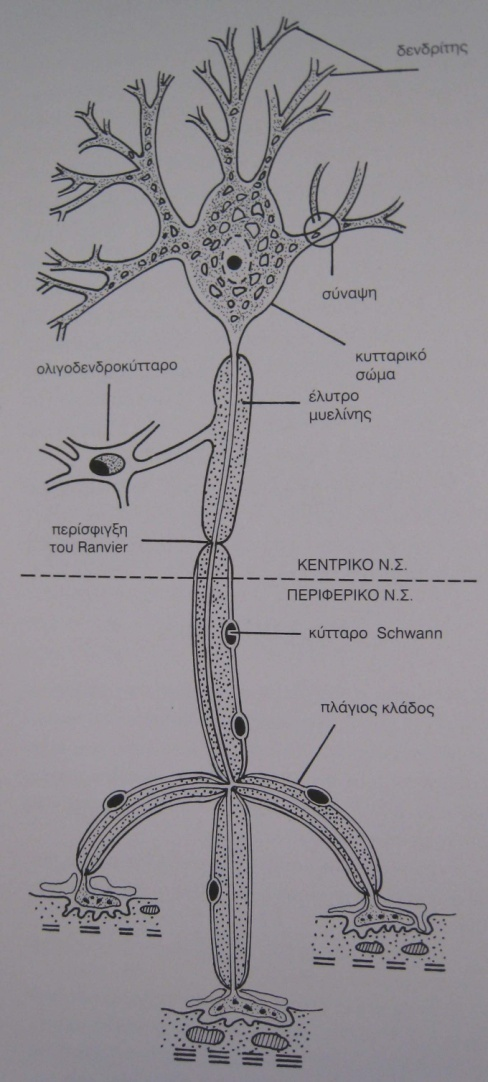 δενδρίτης
σύναψη
κυτταρικό
σώμα
ολιγοδενδροκύτταρο
έλυτρο
μυελίνης
περίσφιγξη
του Ranvier
ΚΕΝΤΡΙΚΟ Ν.Σ.
ΠΕΡΙΦΕΡΙΚΟ Ν.Σ.
κύτταρο Schwann
πλάγιος κλάδος